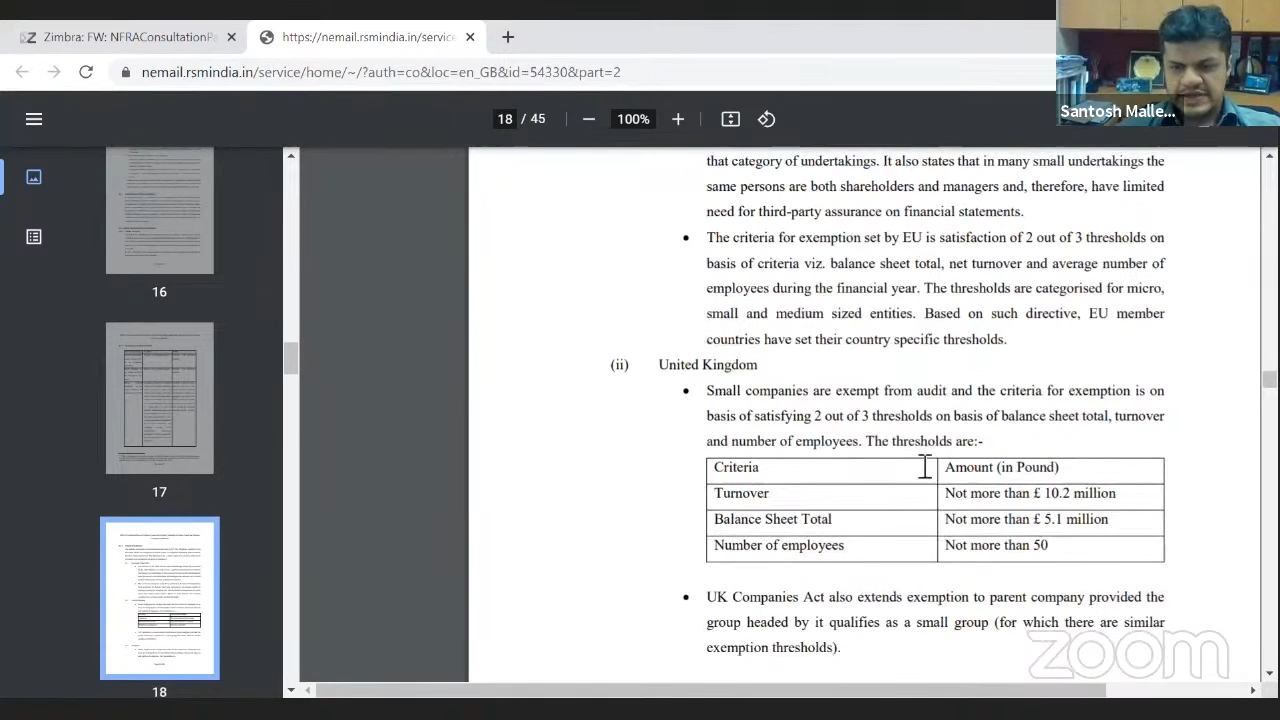 Zimbra: FW: NFRAConsultationPa
https://nemail.rsmindia.in/service
nemail.rsmindia.in/service/home/~/?auth=co&loc=en_GB&id=54330&part=2
Santosh Malle...
18 / 45
100%
that category of undertakings. It also states that in many small undertakings the
same persons are both shareholders and managers and, therefore, have limited
need for third-party assurance on financial statements.
• The criteria for exemption set by EU is satisfaction of 2 out of 3 thresholds on
basis of criteria viz. balance sheet total, net turnover and average number of
employees during the financial year. The thresholds are categorised for micro,
small and medium sized entities. Based on such directive, EU member
countries have set their country specific thresholds.
(ii) United Kingdom
• Small companies are exempt from audit and the criteria for exemption is on
basis of satisfying 2 out of 3 thresholds on basis of balance sheet total, turnover
and number of employees. The thresholds are:-
Criteria Amount (in Pound)
Turnover Not more than £ 10.2 million
Balance Sheet Total Not more than £ 5.1 million
Number of employees Not more than 50
• UK Companies Act also extends exemption to parent company provided the
group headed by it qualifies as a small group (for which there are similar
exemption thresholds).
16
17
18
zoom